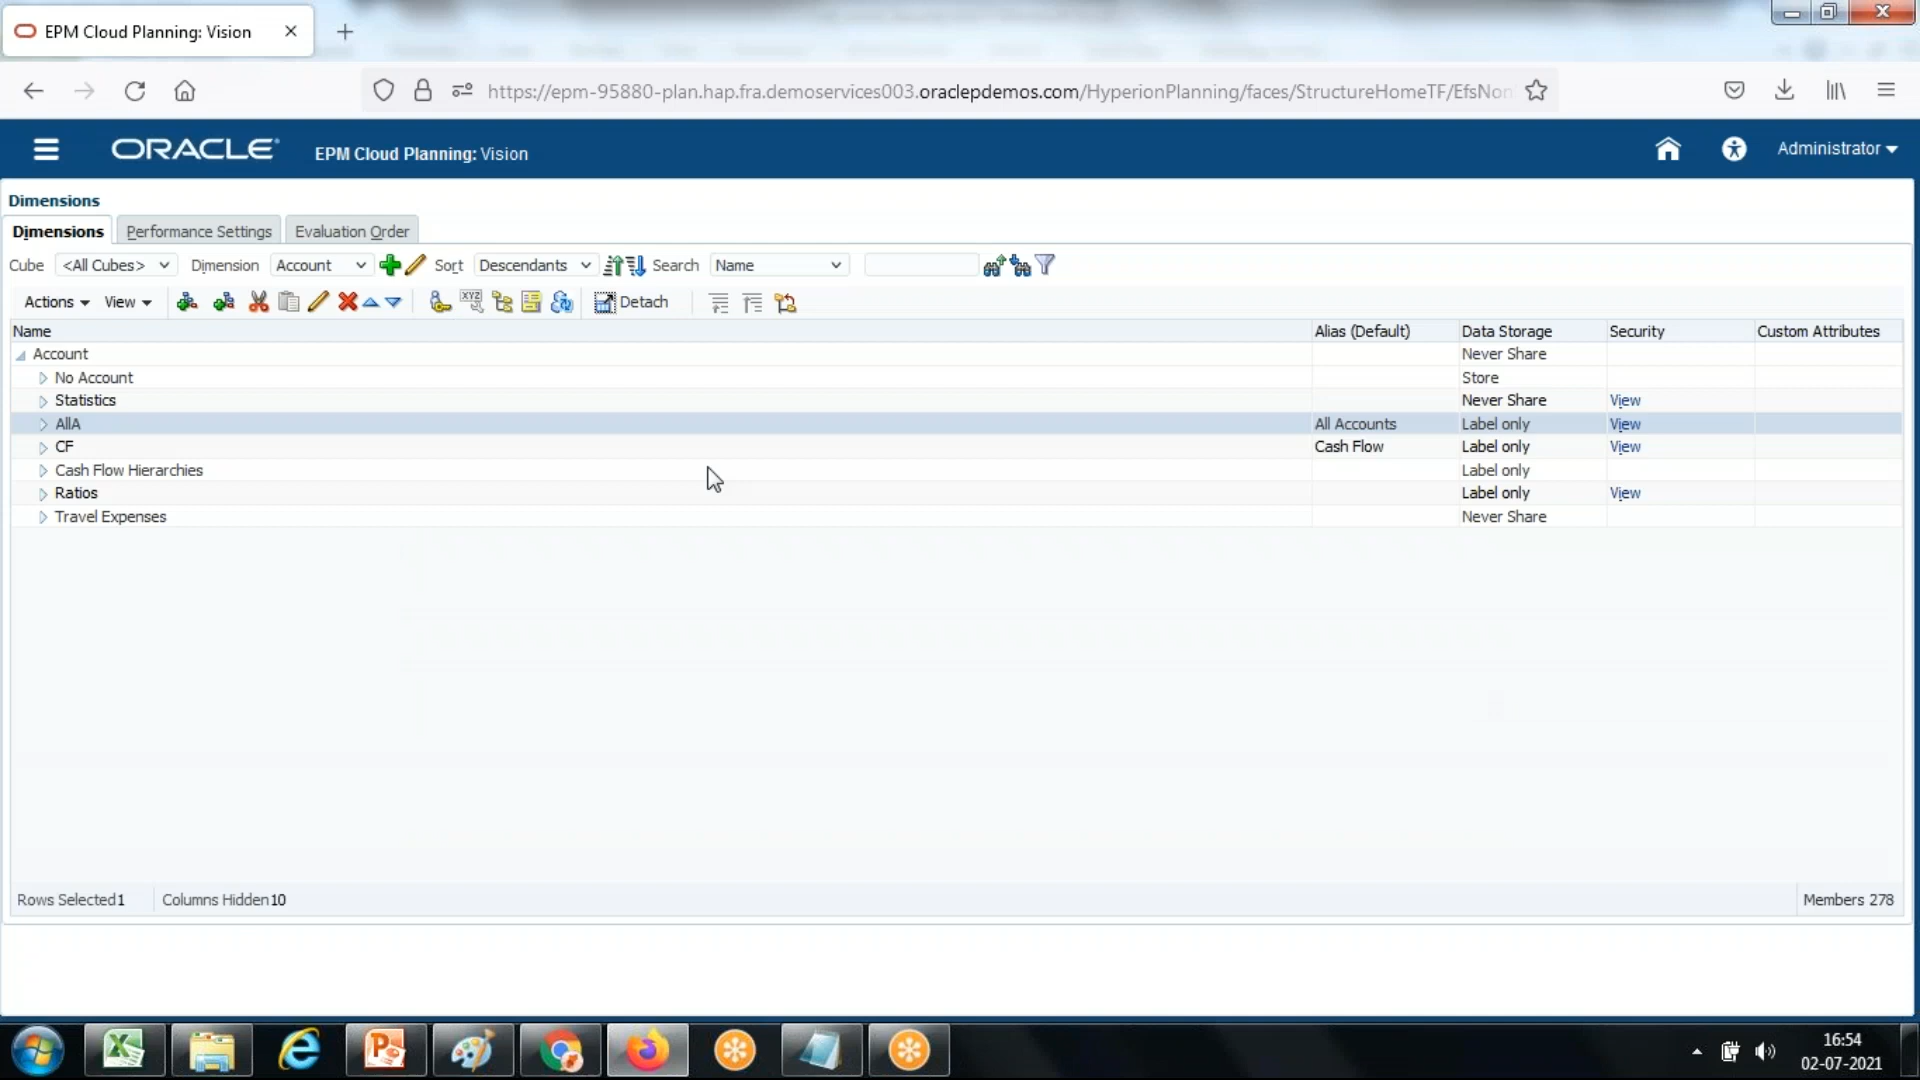 EPM Cloud Planning: Vision
https://epm-95880-plan.hap.fra.demoservices003.oraclepdemos.com/HyperionPlanning/faces/StructureHomeTF/EfsNon
ORACLE EPM Cloud Planning: Vision Administrator
Dimensions
Dimensions Performance Settings Evaluation Order
Cube <All Cubes> Dimension Account Sort Descendants Search Name
Actions View XYZ Detach
Name Alias (Default) Data Storage Security Custom Attributes
Account Never Share
No Account Store
Statistics Never Share View
AllA All Accounts Label only View
CF Cash Flow Label only View
Cash Flow Hierarchies Label only
Ratios Label only View
Travel Expenses Never Share
Rows Selected 1 Columns Hidden 10 Members 278
16:54
02-07-2021